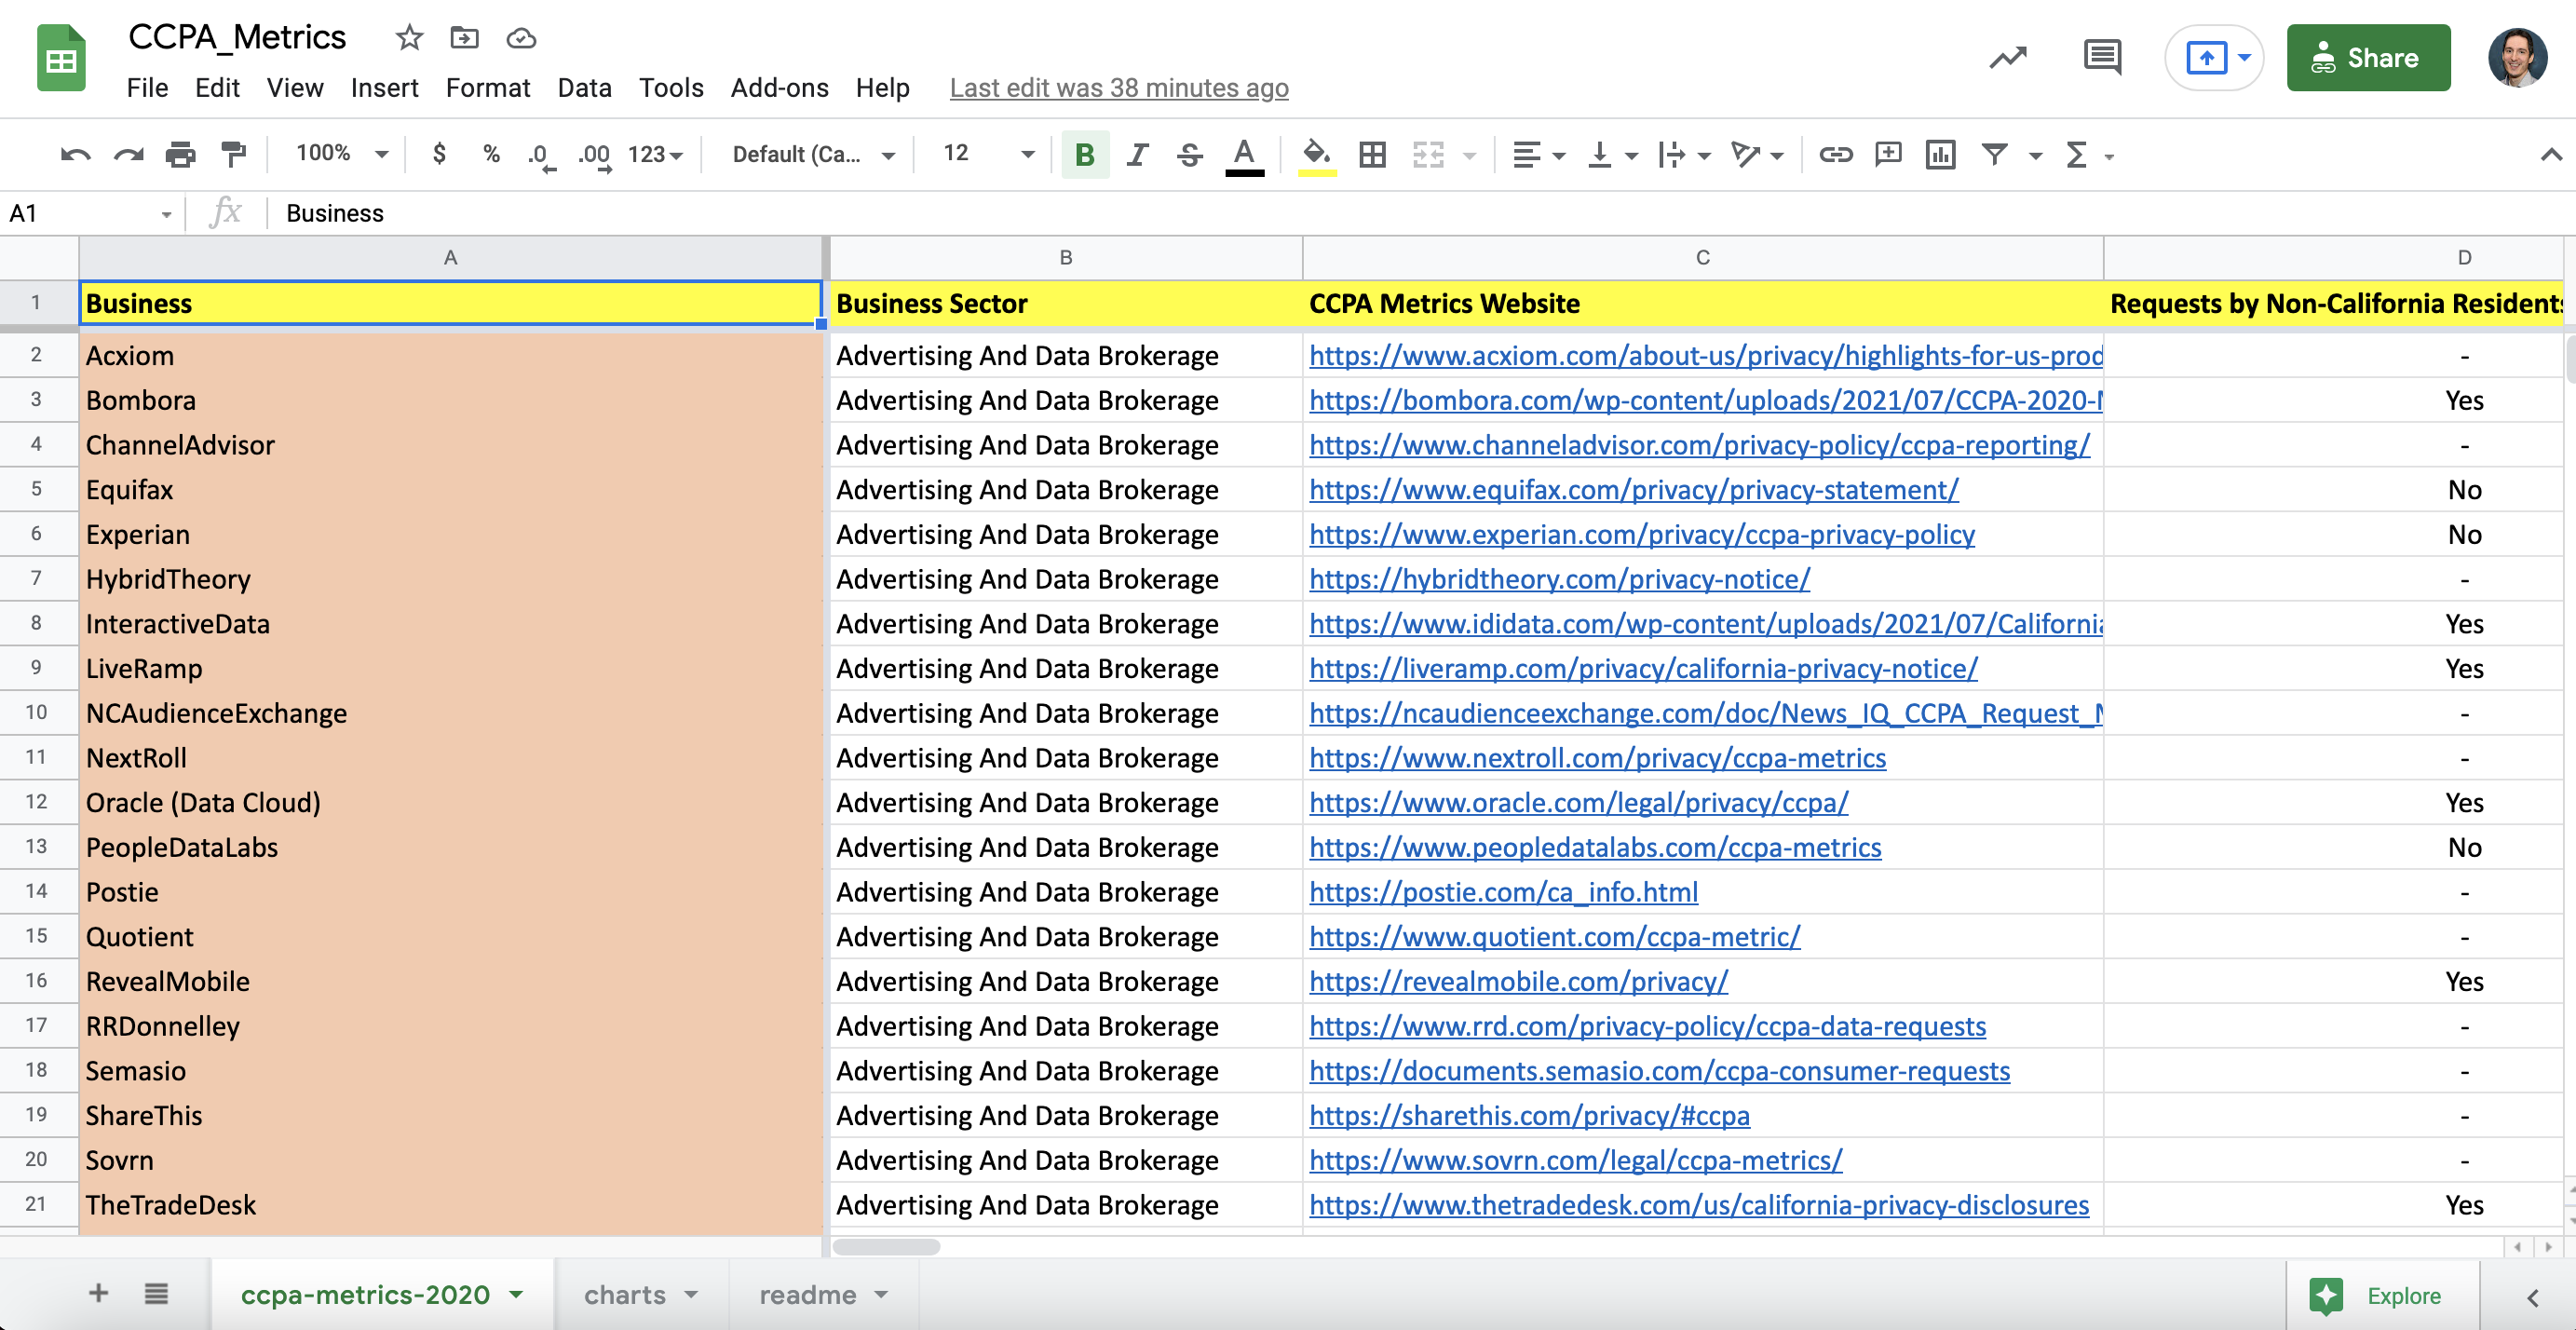 CCPA_Metrics
File Edit View Insert Format Data Tools Add-ons Help Last edit was 38 minutes ago
Share
100% $ % .0 .00 123 Default (Ca... 12 B I S A
A1 fx Business
A B C D
1 Business Business Sector CCPA Metrics Website Requests by Non-California Residents
2 Acxiom Advertising And Data Brokerage https://www.acxiom.com/about-us/privacy/highlights-for-us-prod -
3 Bombora Advertising And Data Brokerage https://bombora.com/wp-content/uploads/2021/07/CCPA-2020- Yes
4 ChannelAdvisor Advertising And Data Brokerage https://www.channeladvisor.com/privacy-policy/ccpa-reporting/ -
5 Equifax Advertising And Data Brokerage https://www.equifax.com/privacy/privacy-statement/ No
6 Experian Advertising And Data Brokerage https://www.experian.com/privacy/ccpa-privacy-policy No
7 HybridTheory Advertising And Data Brokerage https://hybridtheory.com/privacy-notice/ -
8 InteractiveData Advertising And Data Brokerage https://www.ididata.com/wp-content/uploads/2021/07/California Yes
9 LiveRamp Advertising And Data Brokerage https://liveramp.com/privacy/california-privacy-notice/ Yes
10 NCAudienceExchange Advertising And Data Brokerage https://ncaudienceexchange.com/doc/News_IQ_CCPA_Request_ -
11 NextRoll Advertising And Data Brokerage https://www.nextroll.com/privacy/ccpa-metrics -
12 Oracle (Data Cloud) Advertising And Data Brokerage https://www.oracle.com/legal/privacy/ccpa/ Yes
13 PeopleDataLabs Advertising And Data Brokerage https://www.peopledatalabs.com/ccpa-metrics No
14 Postie Advertising And Data Brokerage https://postie.com/ca_info.html -
15 Quotient Advertising And Data Brokerage https://www.quotient.com/ccpa-metric/ -
16 RevealMobile Advertising And Data Brokerage https://revealmobile.com/privacy/ Yes
17 RRDonnelley Advertising And Data Brokerage https://www.rrd.com/privacy-policy/ccpa-data-requests -
18 Semasio Advertising And Data Brokerage https://documents.semasio.com/ccpa-consumer-requests -
19 ShareThis Advertising And Data Brokerage https://sharethis.com/privacy/#ccpa -
20 Sovrn Advertising And Data Brokerage https://www.sovrn.com/legal/ccpa-metrics/ -
21 TheTradeDesk Advertising And Data Brokerage https://www.thetradedesk.com/us/california-privacy-disclosures Yes
ccpa-metrics-2020 charts readme Explore